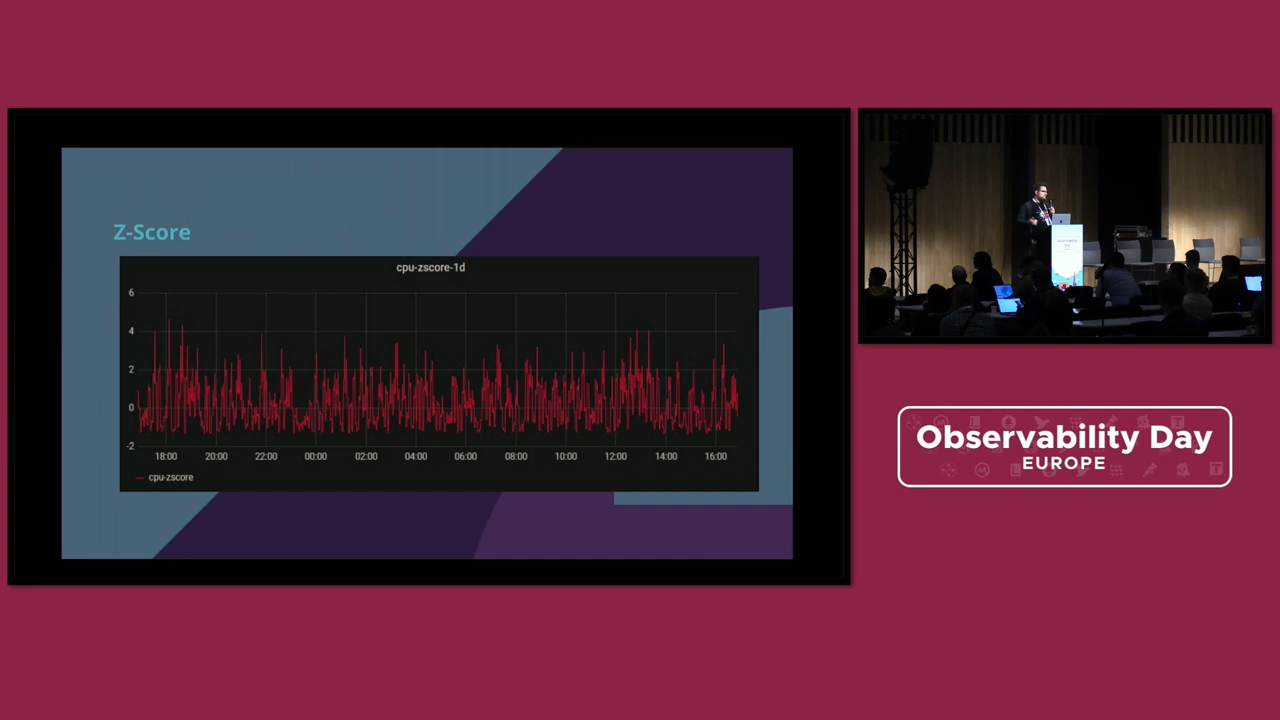 Z-Score
cpu-zscore-1d
6
4
2
0
-2
18:00 20:00 22:00 00:00 02:00 04:00 06:00 08:00 10:00 12:00 14:00 16:00
cpu-zscore
Observability Day
EUROPE